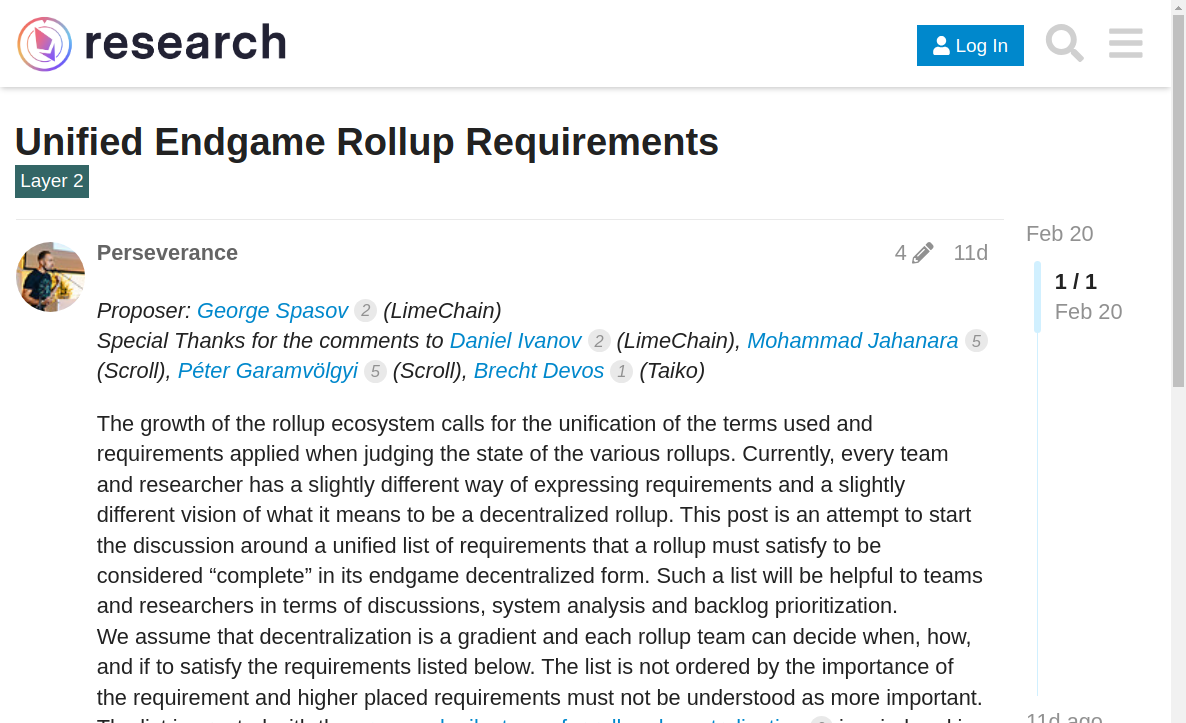 research
Log In
Unified Endgame Rollup Requirements
Layer 2
Perseverance
4
11d
Feb 20
1 / 1
Feb 20
Proposer: George Spasov 2 (LimeChain)
Special Thanks for the comments to Daniel Ivanov 2 (LimeChain), Mohammad Jahanara 5
(Scroll), Péter Garamvölgyi 5 (Scroll), Brecht Devos 1 (Taiko)
The growth of the rollup ecosystem calls for the unification of the terms used and
requirements applied when judging the state of the various rollups. Currently, every team
and researcher has a slightly different way of expressing requirements and a slightly
different vision of what it means to be a decentralized rollup. This post is an attempt to start
the discussion around a unified list of requirements that a rollup must satisfy to be
considered “complete” in its endgame decentralized form. Such a list will be helpful to teams
and researchers in terms of discussions, system analysis and backlog prioritization.
We assume that decentralization is a gradient and each rollup team can decide when, how,
and if to satisfy the requirements listed below. The list is not ordered by the importance of
the requirement and higher placed requirements must not be understood as more important.
11d ago